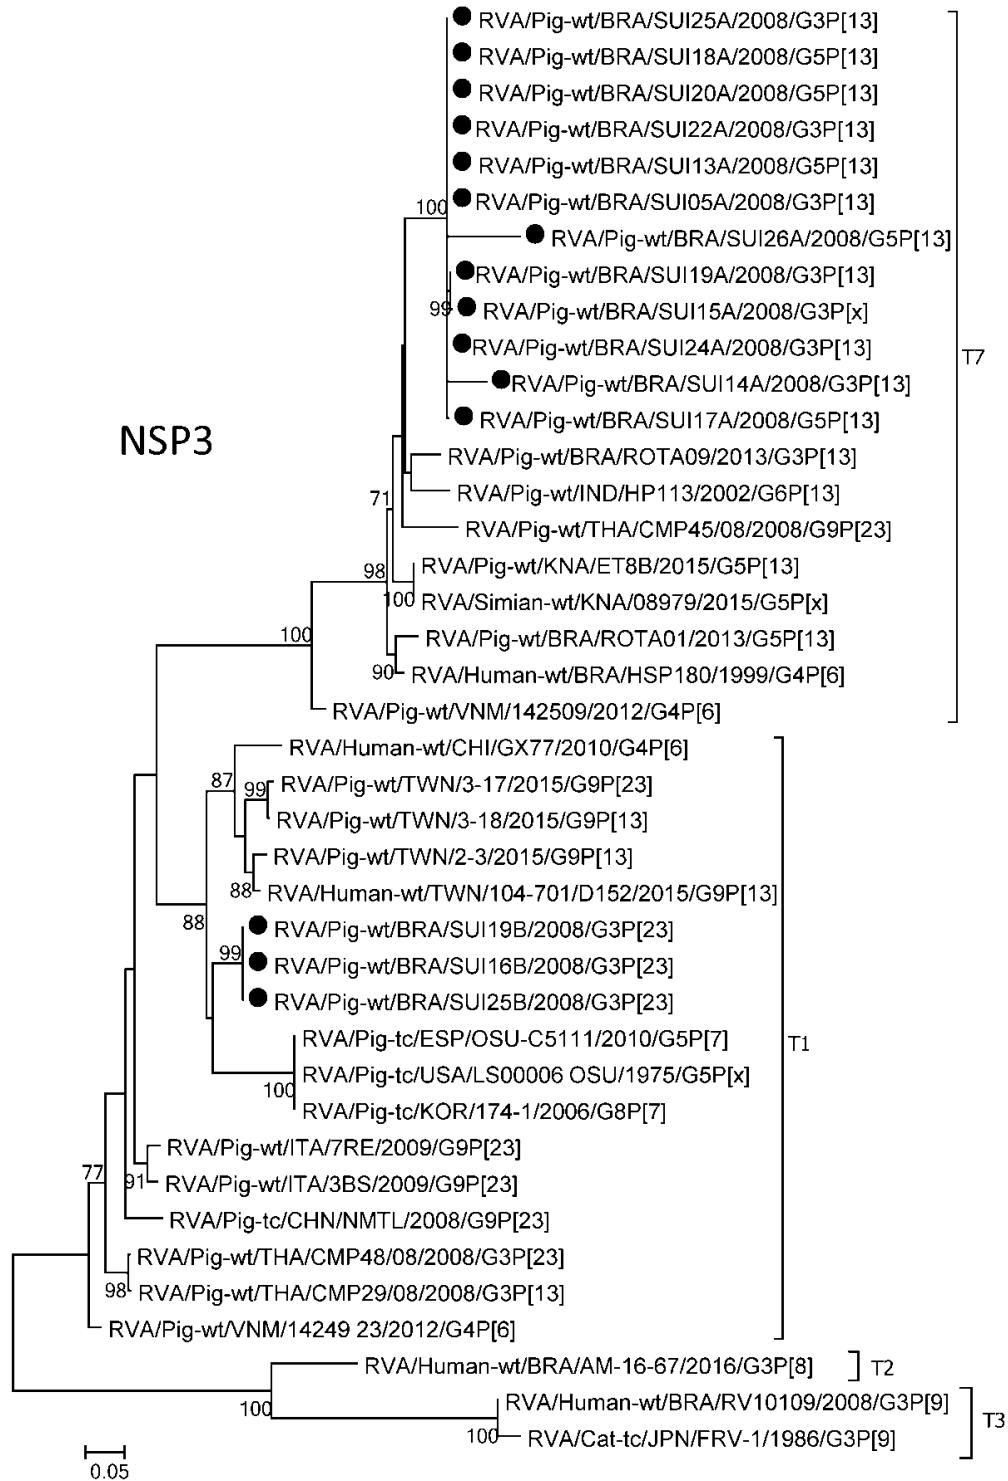 RVA/Pig-wt/BRA/SUI25A/2008/G3P[13]
RVA/Pig-wt/BRA/SUI18A/2008/G5P[13]
RVA/Pig-wt/BRA/SUI20A/2008/G5P[13]
RVA/Pig-wt/BRA/SUI22A/2008/G3P[13]
RVA/Pig-wt/BRA/SUI13A/2008/G5P[13]
RVA/Pig-wt/BRA/SUI05A/2008/G3P[13]
100
RVA/Pig-wt/BRA/SUI26A/2008/G5P[13]
RVA/Pig-wt/BRA/SUI19A/2008/G3P[13]
99
RVA/Pig-wt/BRA/SUI15A/2008/G3P[x]
RVA/Pig-wt/BRA/SUI24A/2008/G3P[13]
T7
RVA/Pig-wt/BRA/SUI14A/2008/G3P[13]
RVA/Pig-wt/BRA/SUI17A/2008/G5P[13]
NSP3
RVA/Pig-wt/BRA/ROTA09/2013/G3P[13]
71
RVA/Pig-wt/IND/HP113/2002/G6P[13]
RVA/Pig-wt/THA/CMP45/08/2008/G9P[23]
98
RVA/Pig-wt/KNA/ET8B/2015/G5P[13]
100
RVA/Simian-wt/KNA/08979/2015/G5P[x]
100
RVA/Pig-wt/BRA/ROTA01/2013/G5P[13]
90
RVA/Human-wt/BRA/HSP180/1999/G4P[6]
RVA/Pig-wt/VNM/142509/2012/G4P[6]
RVA/Human-wt/CHI/GX77/2010/G4P[6]
87
99
RVA/Pig-wt/TWN/3-17/2015/G9P[23]
RVA/Pig-wt/TWN/3-18/2015/G9P[13]
RVA/Pig-wt/TWN/2-3/2015/G9P[13]
88
RVA/Human-wt/TWN/104-701/D152/2015/G9P[13]
88
RVA/Pig-wt/BRA/SUI19B/2008/G3P[23]
99
RVA/Pig-wt/BRA/SUI16B/2008/G3P[23]
RVA/Pig-wt/BRA/SUI25B/2008/G3P[23]
RVA/Pig-tc/ESP/OSU-C5111/2010/G5P[7]
T1
RVA/Pig-tc/USA/LS00006 OSU/1975/G5P[x]
100
RVA/Pig-tc/KOR/174-1/2006/G8P[7]
RVA/Pig-wt/ITA/7RE/2009/G9P[23]
77
91
RVA/Pig-wt/ITA/3BS/2009/G9P[23]
RVA/Pig-tc/CHN/NMTL/2008/G9P[23]
RVA/Pig-wt/THA/CMP48/08/2008/G3P[23]
98
RVA/Pig-wt/THA/CMP29/08/2008/G3P[13]
RVA/Pig-wt/VNM/14249 23/2012/G4P[6]
RVA/Human-wt/BRA/AM-16-67/2016/G3P[8]
T2
100
RVA/Human-wt/BRA/RV10109/2008/G3P[9]
T3
100
RVA/Cat-tc/JPN/FRV-1/1986/G3P[9]
0.05